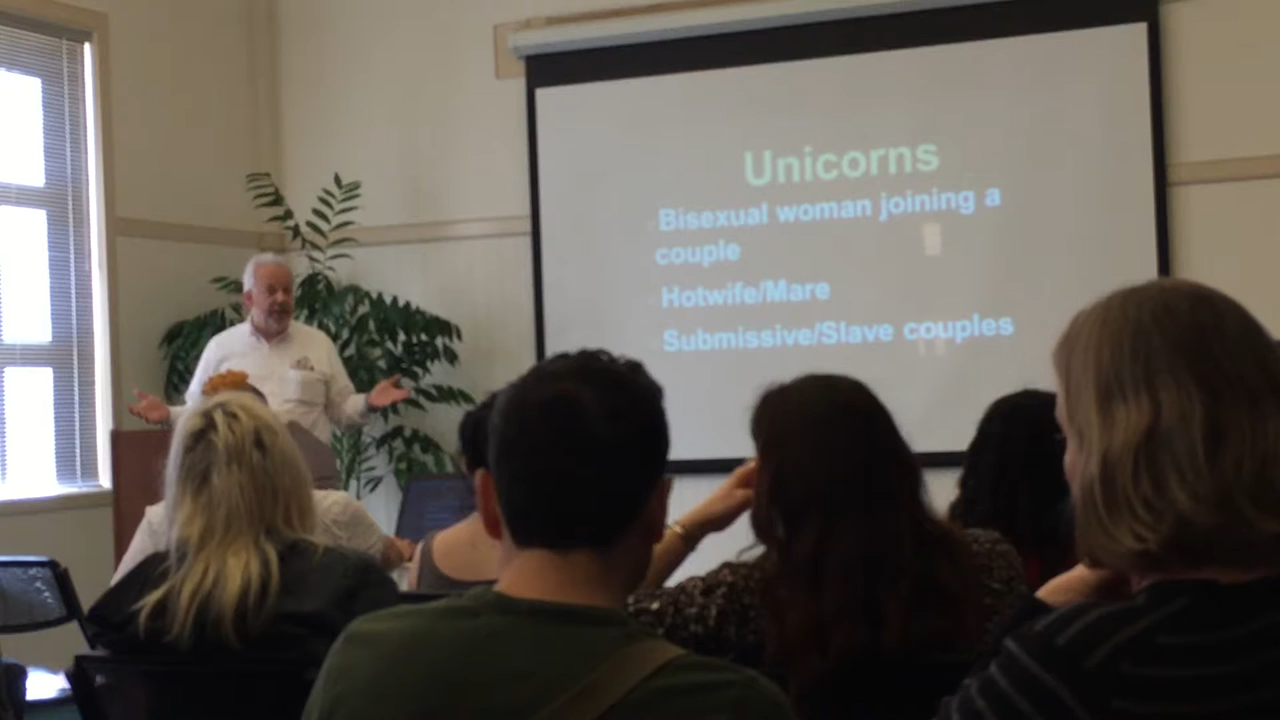 Unicorns
Bisexual woman joining a
couple
Hotwife/Mare
Submissive/Slave couples